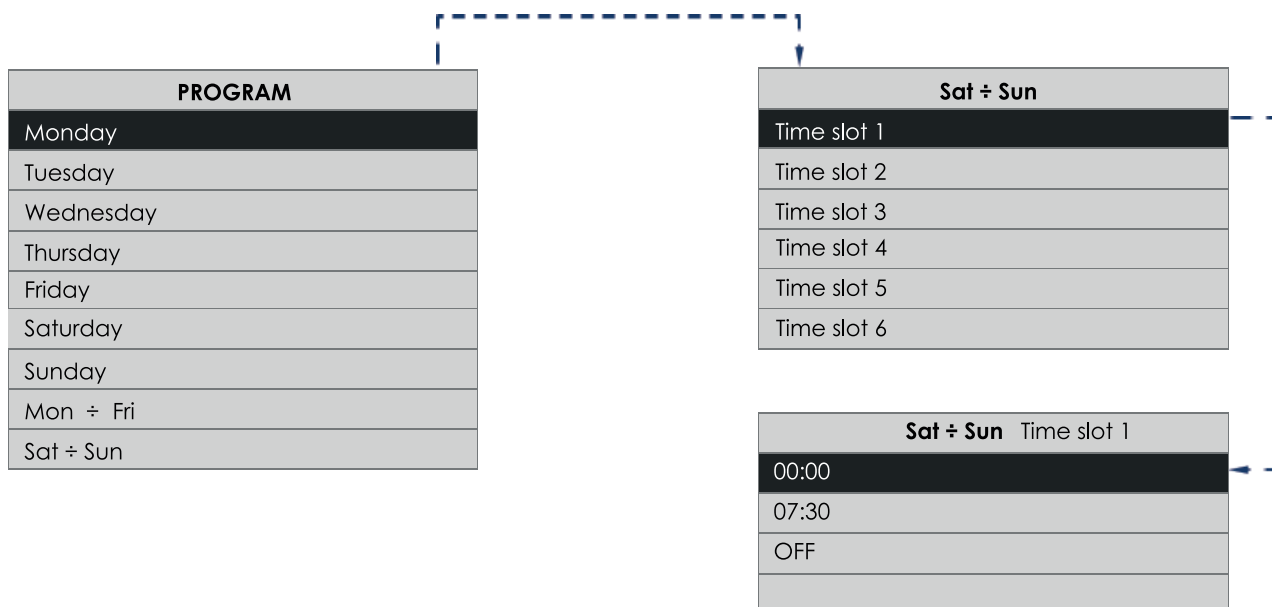 PROGRAM
Monday
Tuesday
Wednesday
Thursday
Friday
Saturday
Sunday
Mon ÷ Fri
Sat ÷ Sun
Sat ÷ Sun
Time slot 1
Time slot 2
Time slot 3
Time slot 4
Time slot 5
Time slot 6
Sat ÷ Sun Time slot 1
00:00
07:30
OFF